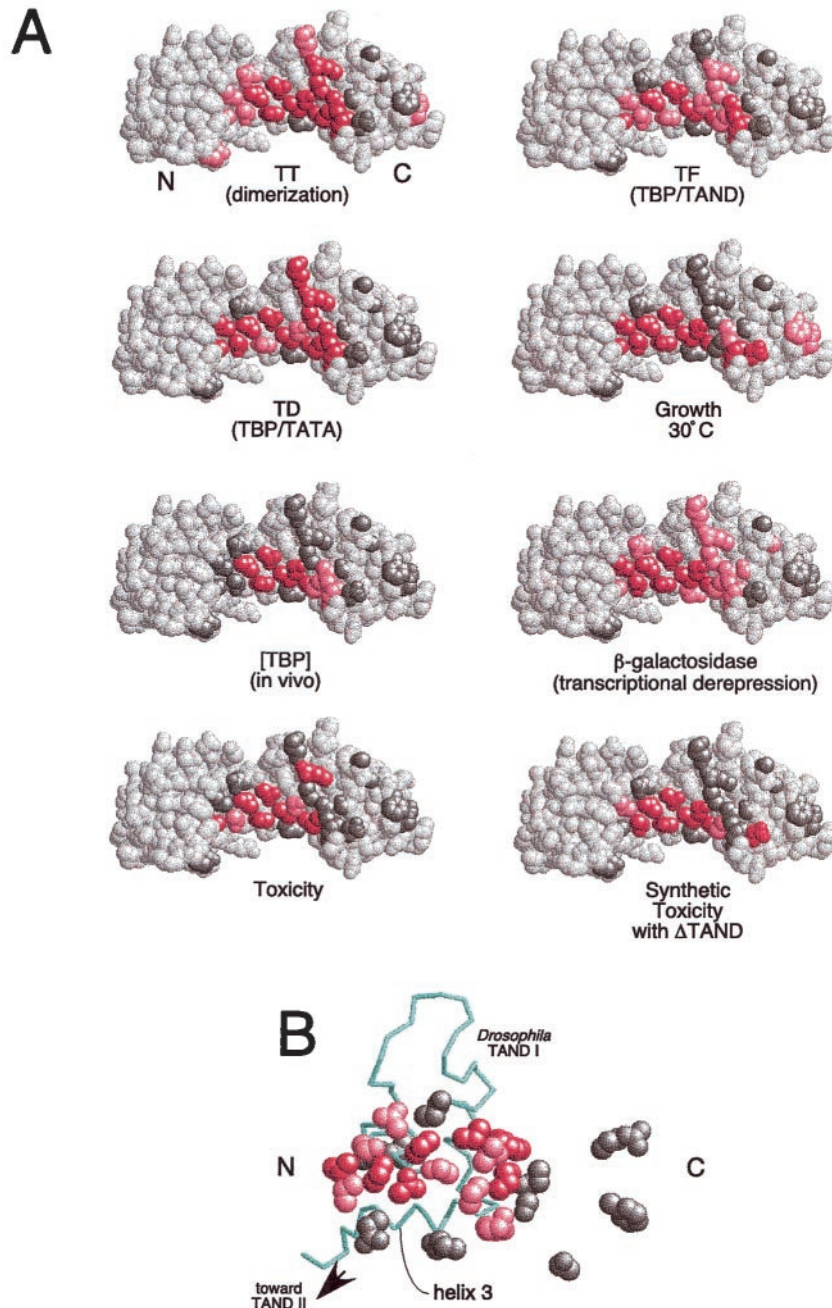 A
N
TT
(dimerization)
C
TF
(TBP/TAND)
TD
(TBP/TATA)
Growth
30˚C
[TBP]
(in vivo)
β-galactosidase
(transcriptional derepression)
Toxicity
Synthetic
Toxicity
with ΔTAND
B
Drosophila
TAND I
N
C
toward
TAND II
helix 3